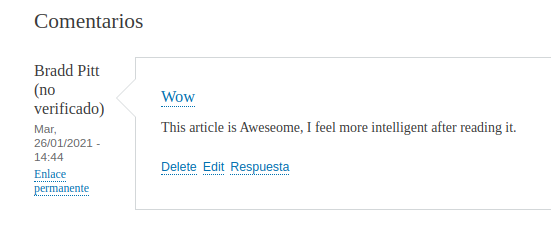 Comentarios
Bradd Pitt
(no
verificado)
Mar,
26/01/2021 -
14:44
Enlace
permanente
Wow
This article is Aweseome, I feel more intelligent after reading it.
Delete Edit Respuesta